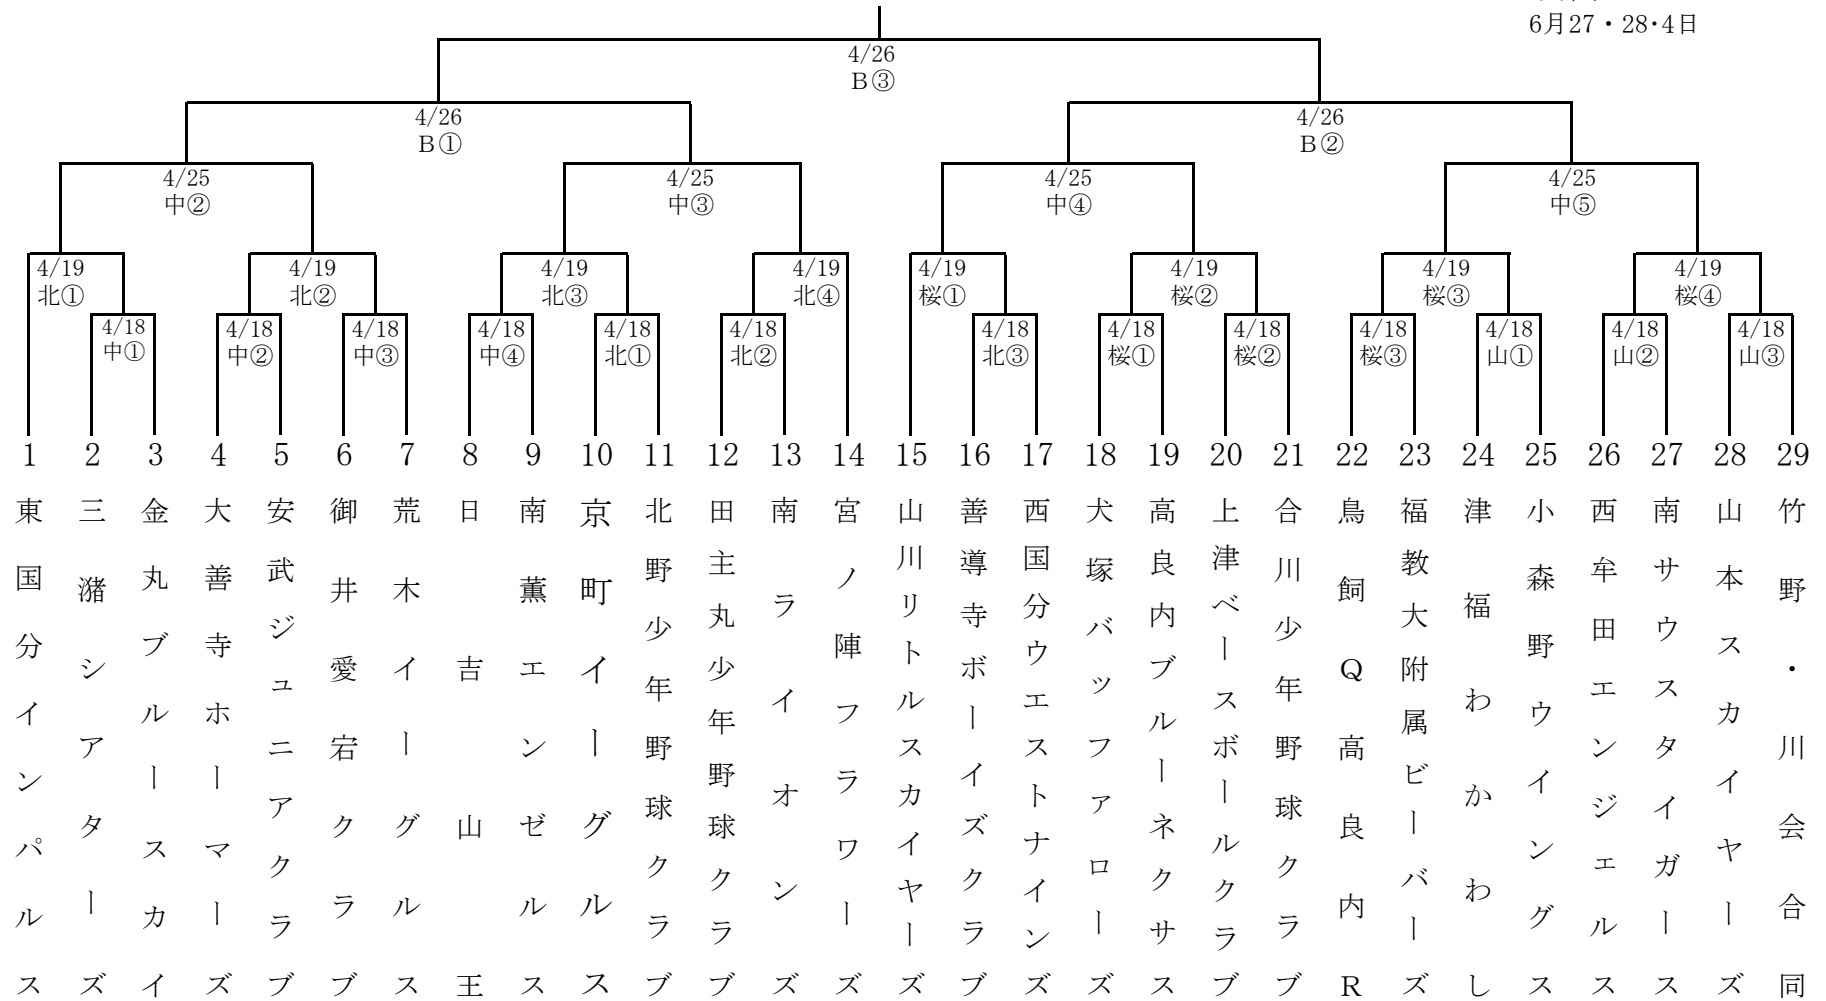 6月27・28･4日
4/26
B③
4/26
B①
4/26
B②
4/25
中②
4/25
中③
4/25
中④
4/25
中⑤
4/19
北①
4/19
北②
4/19
北③
4/19
北④
4/19
桜①
4/19
桜②
4/19
桜③
4/19
桜④
4/18
中①
4/18
中②
4/18
中③
4/18
中④
4/18
北①
4/18
北②
4/18
北③
4/18
桜①
4/18
桜②
4/18
桜③
4/18
山①
4/18
山②
4/18
山③
1 2 3 4 5 6 7 8 9 10 11 12 13 14 15 16 17 18 19 20 21 22 23 24 25 26 27 28 29
東国分インパルス
三潴シアターズ
金丸ブルースカイ
大善寺ホーマーズ
安武ジュニアクラブ
御井愛宕クラブ
荒木イーグルス
日吉山王
南薫エンゼルス
京町イーグルス
北野少年野球クラブ
田主丸少年野球クラブ
南ライオンズ
宮ノ陣フラワーズ
山川リトルスカイヤーズ
善導寺ボーイズクラブ
西国分ウエストナインズ
犬塚バッファローズ
高良内ブルーネクサス
上津ベースボールクラブ
合川少年野球クラブ
鳥飼Q高良内R
福教大附属ビーバーズ
津福わかわし
小森野ウイングス
西牟田エンジェルス
南サウスタイガース
山本スカイヤーズ
竹野・川会合同